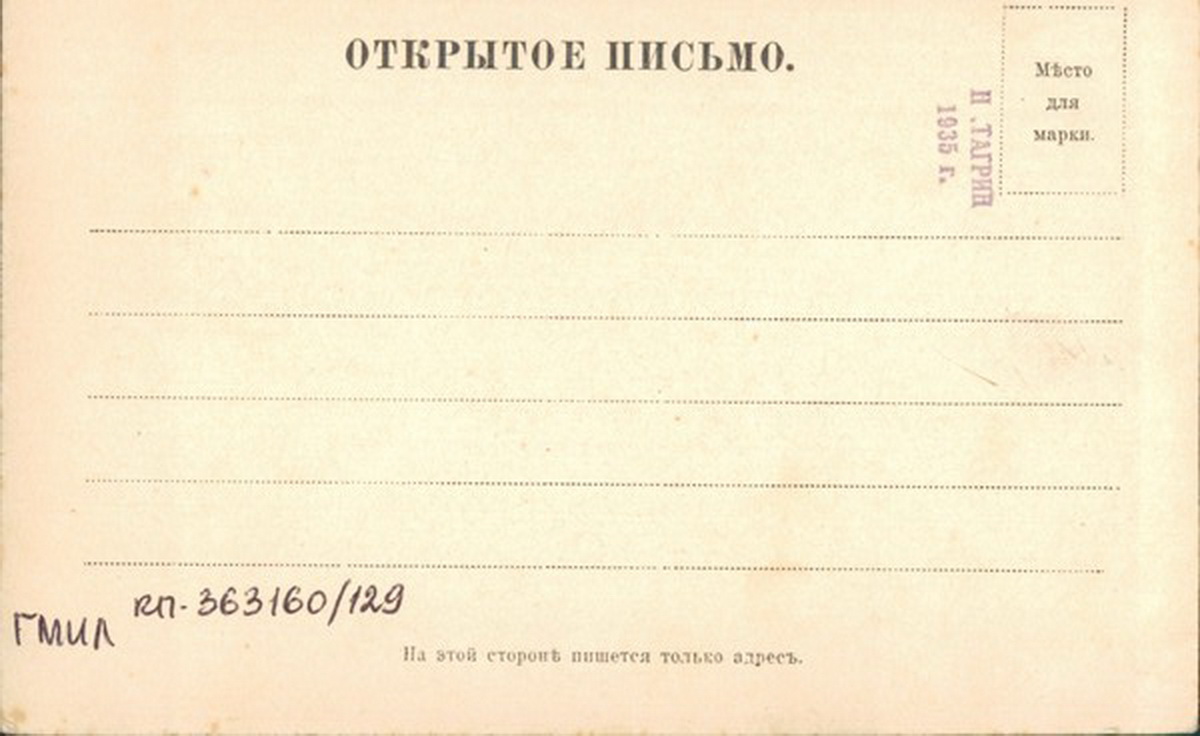 ОТКРЫТОЕ ПИСЬМО.
Мѣсто
для
марки.
Н .ТАГРИН
1935 г.
КП-363160/129
ГМИЛ
На этой сторонѣ пишется только адресъ.